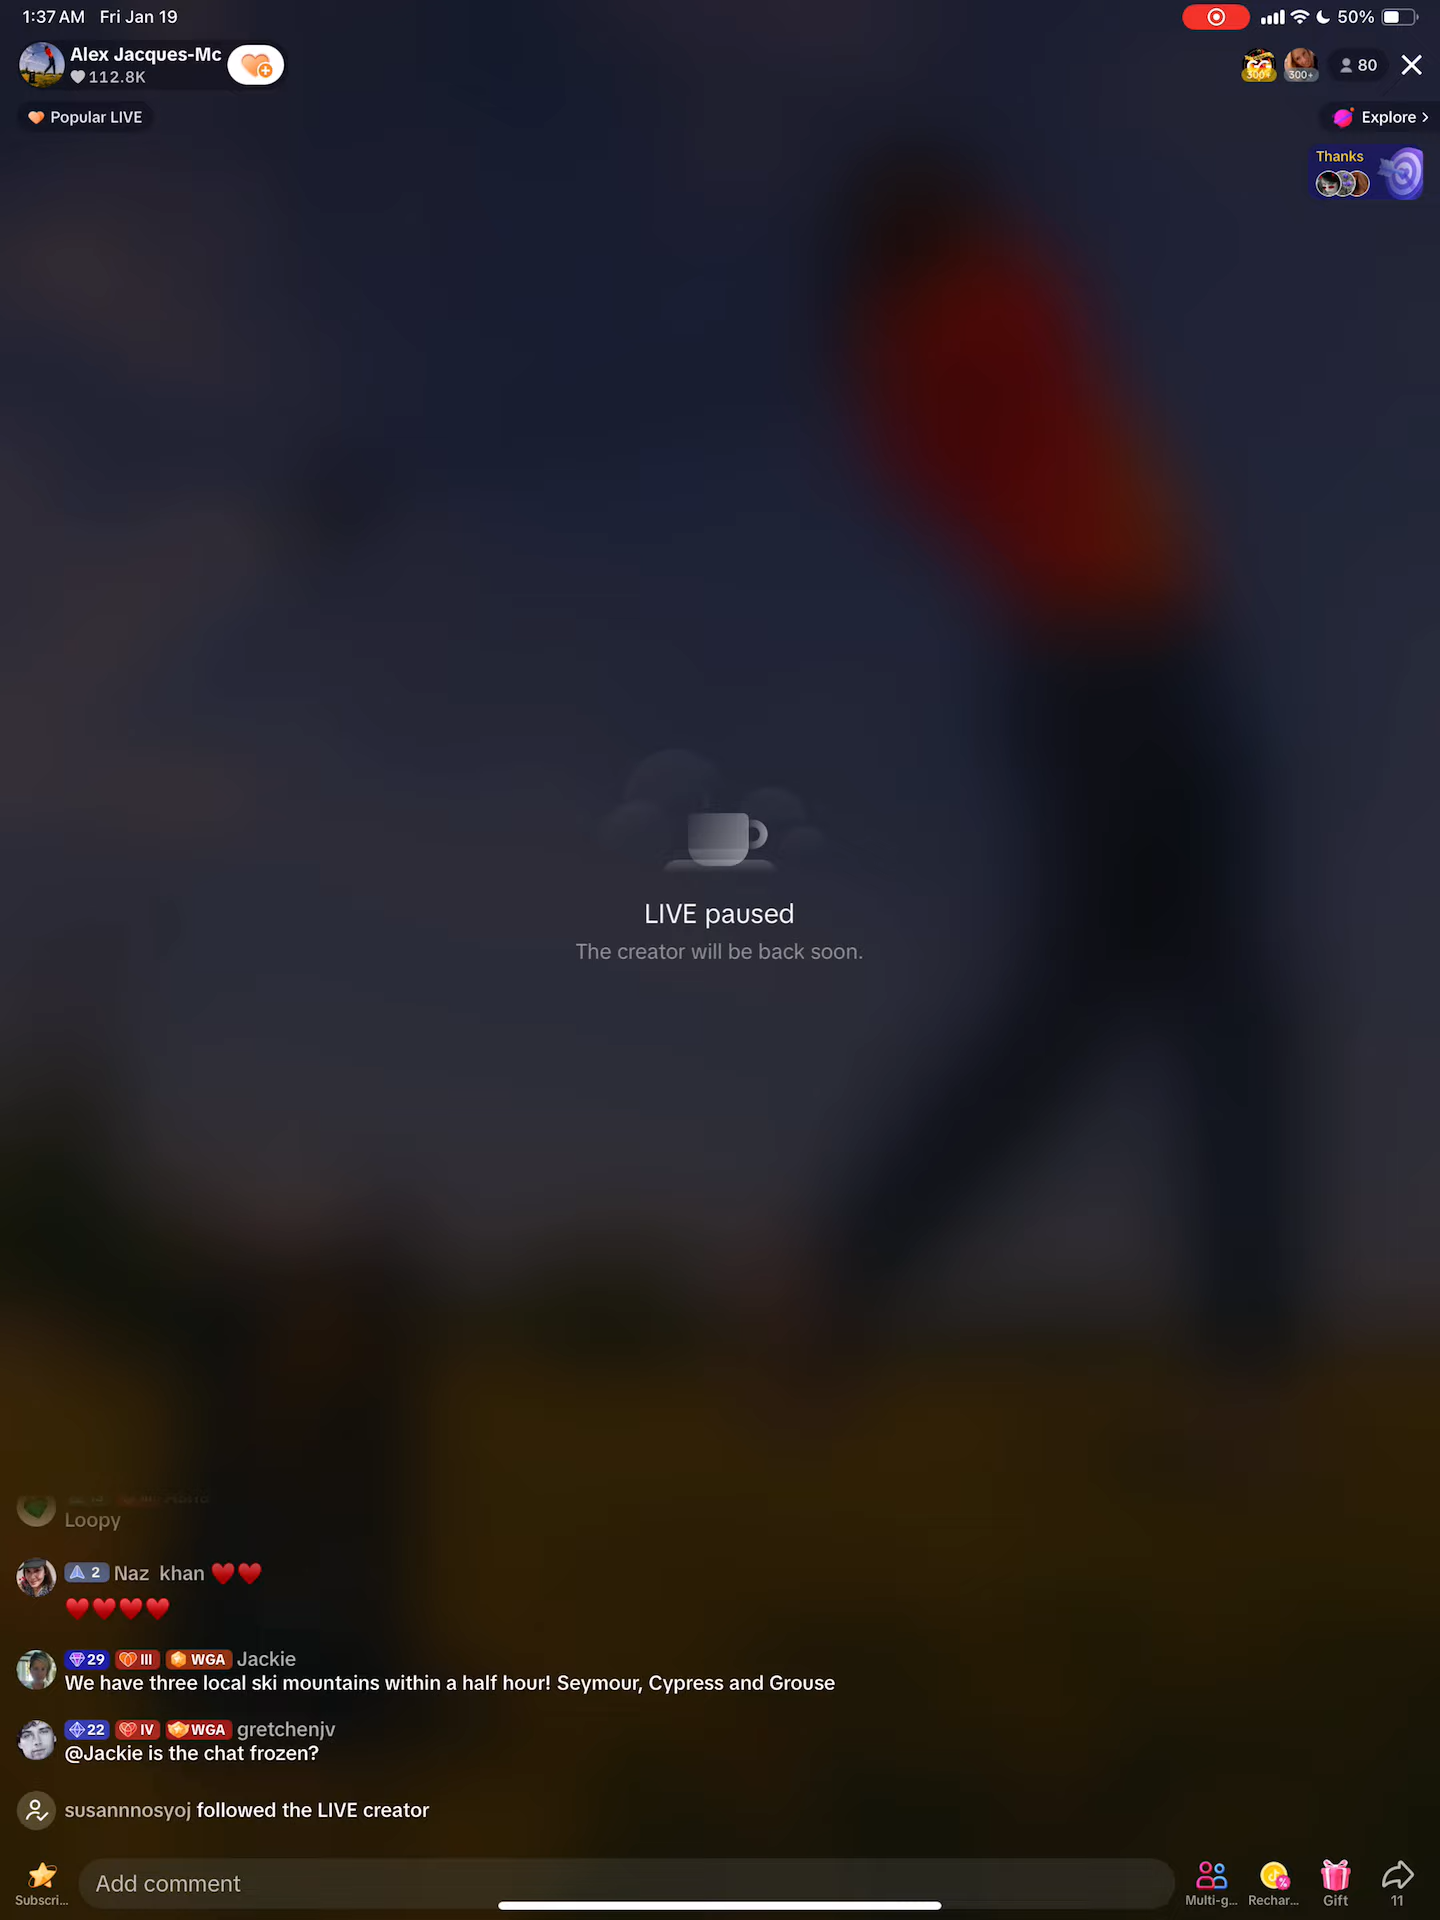 1:37 AM Fri Jan 19
50%
Alex Jacques-Mc
112.8K
300+
300+
80
Popular LIVE
Explore >
Thanks
LIVE paused
The creator will be back soon.
Loopy
2 Naz khan ❤️❤️
❤️❤️❤️❤️
29 III WGA Jackie
We have three local ski mountains within a half hour! Seymour, Cypress and Grouse
22 IV WGA gretchenjv
@Jackie is the chat frozen?
susannnosyoj followed the LIVE creator
Add comment
Subscri...
Multi-g...
Rechar...
Gift
11